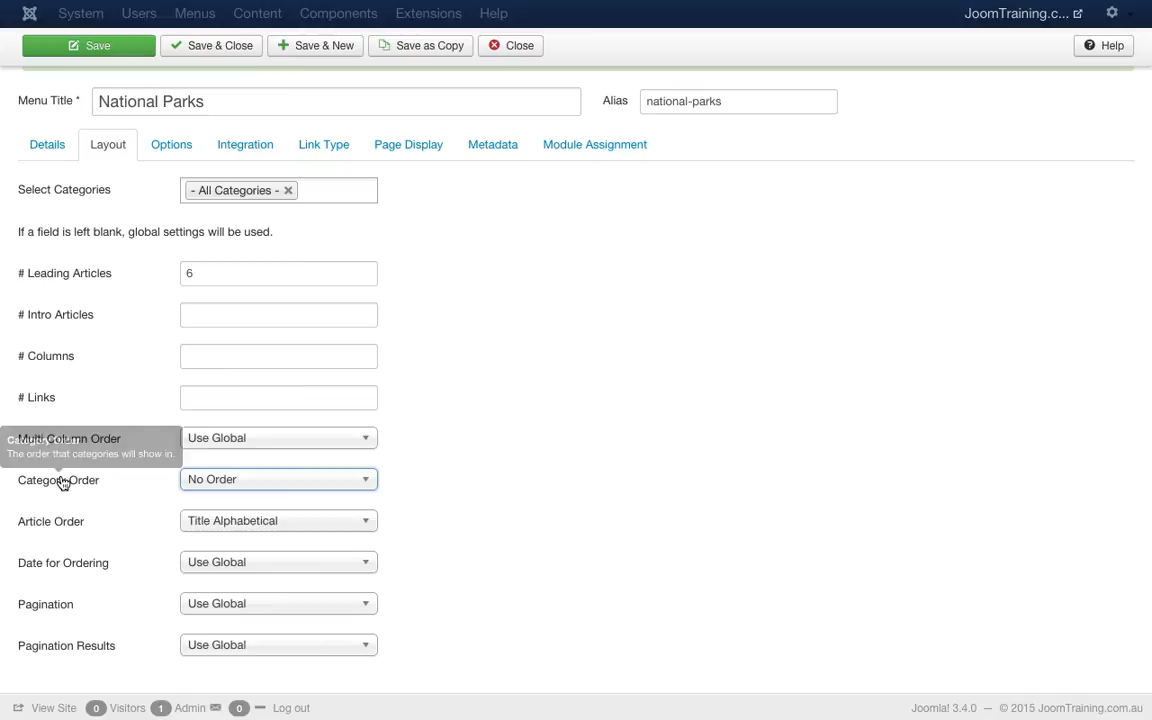 System Users Menus Content Components Extensions Help JoomTraining.c...
Save Save & Close Save & New Save as Copy Close Help
Menu Title * National Parks Alias national-parks
Details Layout Options Integration Link Type Page Display Metadata Module Assignment
Select Categories - All Categories -
If a field is left blank, global settings will be used.
# Leading Articles 6
# Intro Articles
# Columns
# Links
Multi Column Order Use Global
Category Order
The order that categories will show in.
Category Order No Order
Article Order Title Alphabetical
Date for Ordering Use Global
Pagination Use Global
Pagination Results Use Global
View Site 0 Visitors 1 Admin 0 Log out Joomla! 3.4.0 — © 2015 JoomTraining.com.au